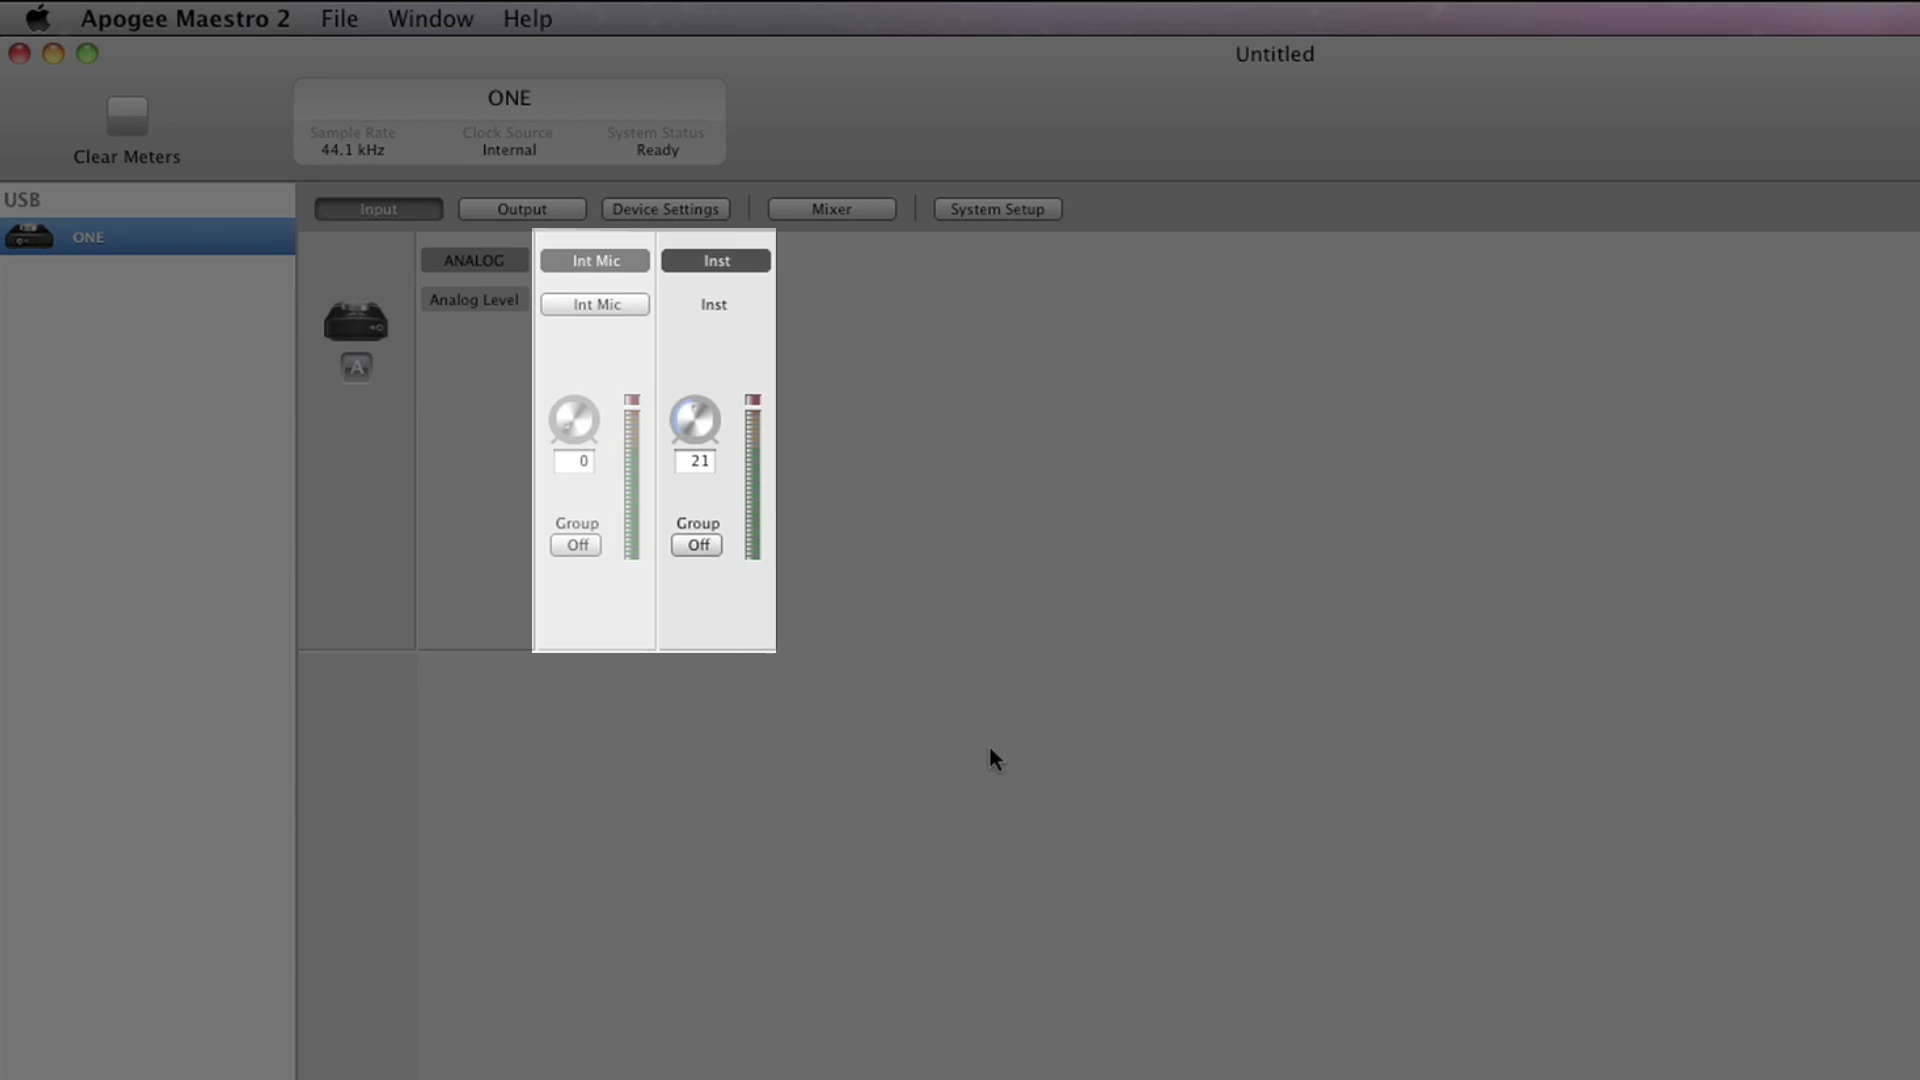 Apogee Maestro 2 File Window Help
Untitled
ONE
Sample Rate Clock Source System Status
44.1 kHz Internal Ready
Clear Meters
USB
ONE
Input Output Device Settings Mixer System Setup
ANALOG Int Mic Inst
Analog Level Int Mic Inst
A
0 21
Group Group
Off Off